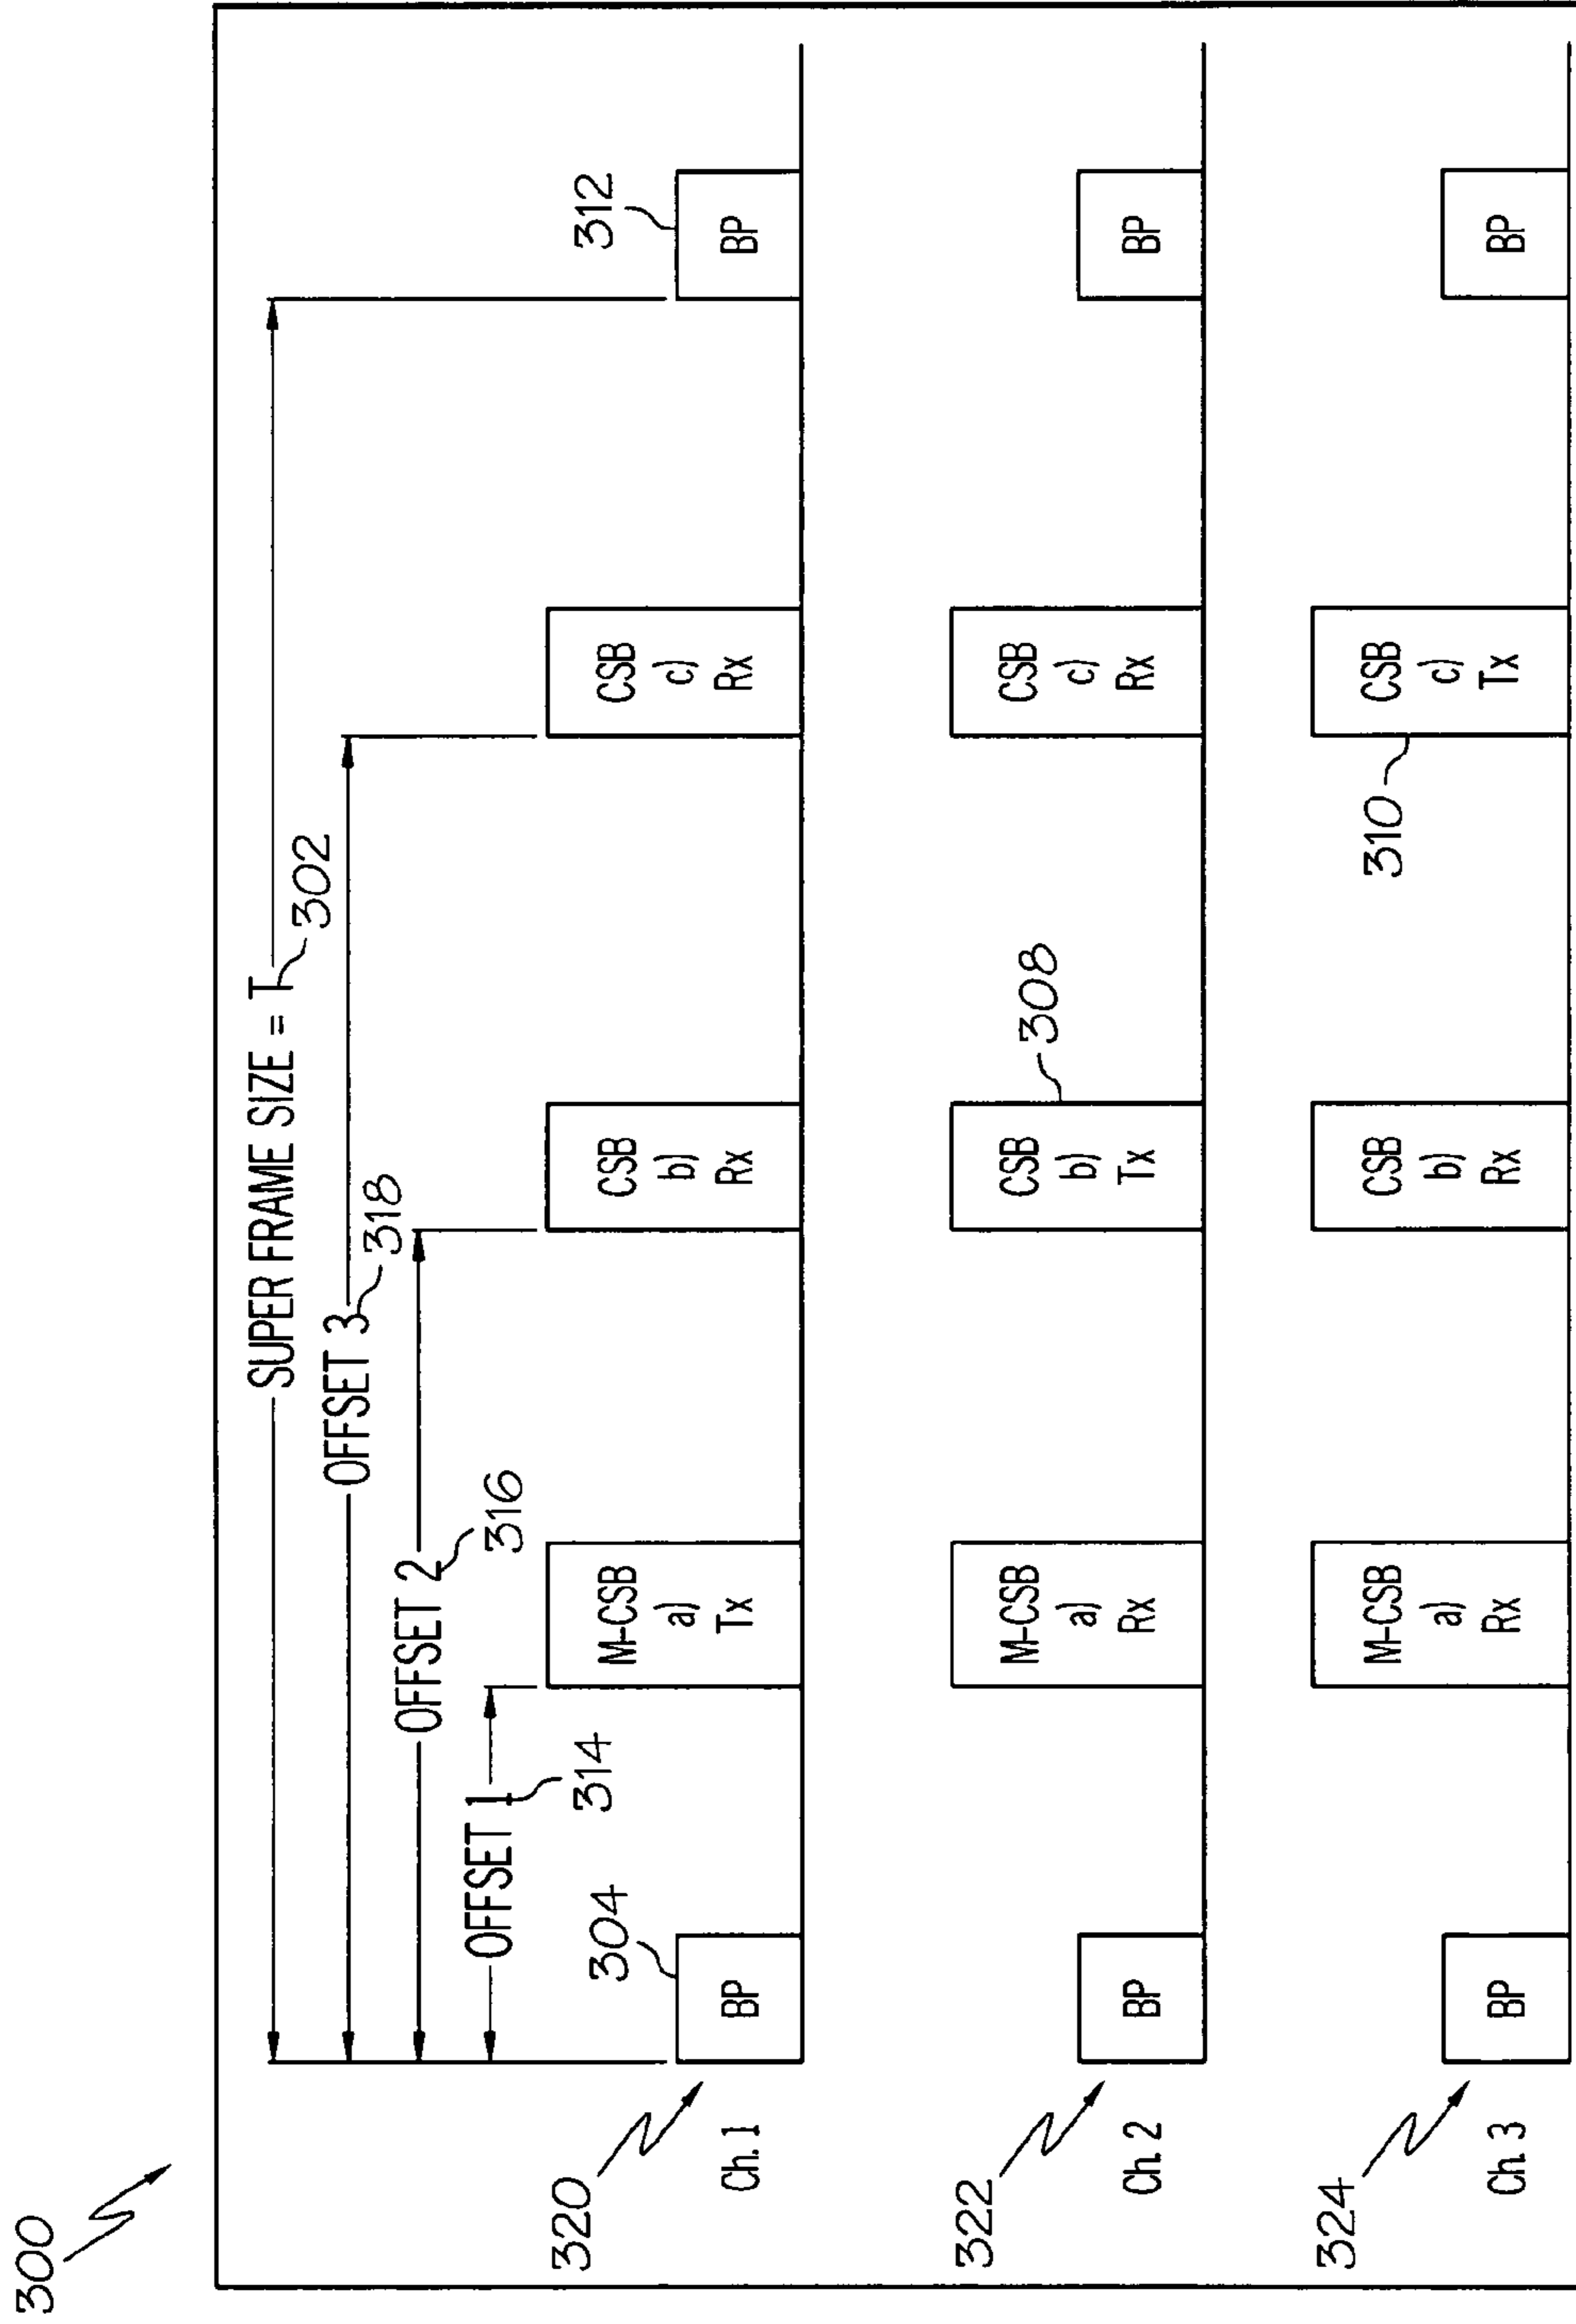 300
SUPER FRAME SIZE = T
302
OFFSET 3
318
OFFSET 2
316
OFFSET 1
314
304
312
320
Ch. 1
BP
M-CSB
a)
Tx
CSB
b)
Rx
CSB
c)
Rx
BP
308
322
Ch. 2
BP
M-CSB
a)
Rx
CSB
b)
Tx
CSB
c)
Rx
BP
310
324
Ch. 3
BP
M-CSB
a)
Rx
CSB
b)
Rx
CSB
c)
Tx
BP